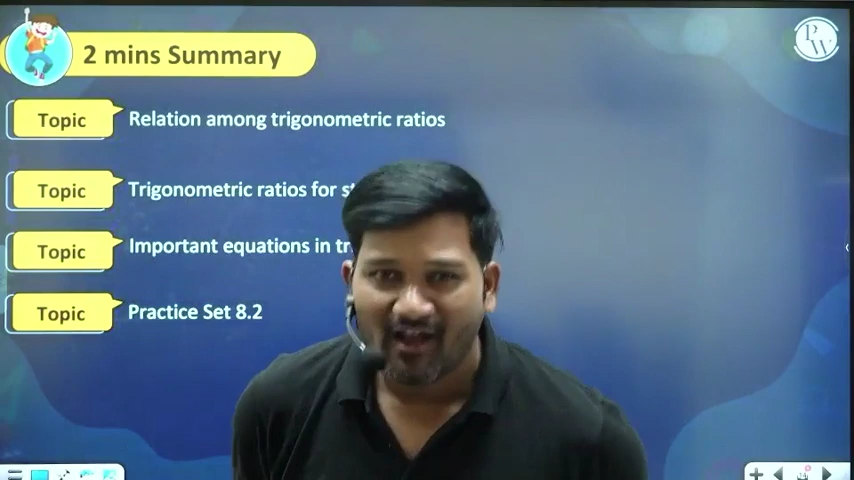 2 mins Summary
PW
Topic
Relation among trigonometric ratios
Topic
Trigonometric ratios for
Topic
Important equations in
Topic
Practice Set 8.2